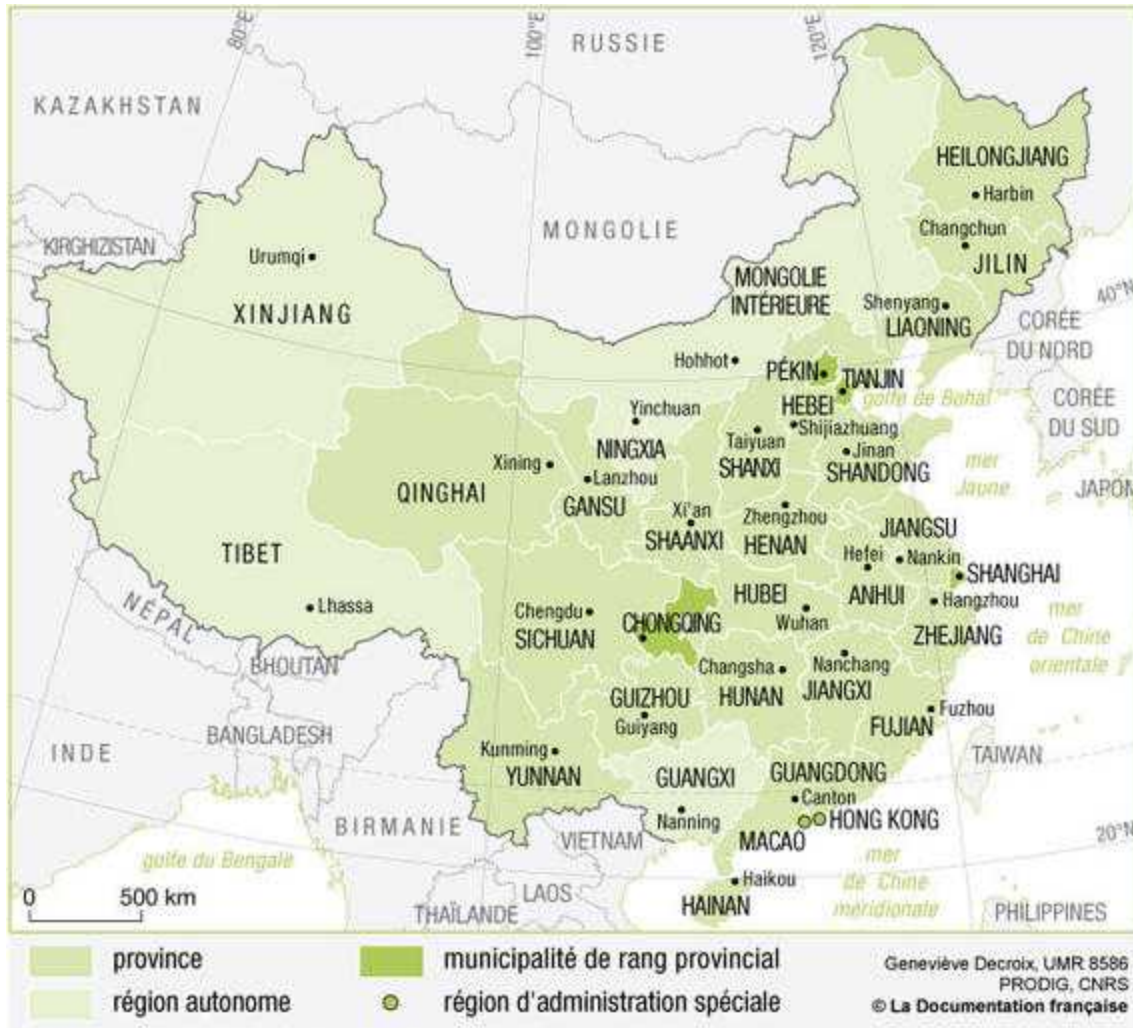 80°E
100°E
120°E
RUSSIE
KAZAKHSTAN
HEILONGJIANG
Harbin
MONGOLIE
Changchun
KIRGHIZISTAN
Urumqi
JILIN
MONGOLIE
INTÉRIEURE
40°N
XINJIANG
Shenyang
LIAONING
CORÉE
DU NORD
Hohhot
PÉKIN
TIANJIN
golfe de Bohai
HEBEI
CORÉE
DU SUD
Yinchuan
Shijiazhuang
Taiyuan
NINGXIA
Jinan
SHANXI
SHANDONG
Xining
Lanzhou
mer
Jaune
JAPON
QINGHAI
GANSU
Xi'an
Zhengzhou
JIANGSU
SHAANXI
HENAN
TIBET
Hefei
Nankin
SHANGHAI
HUBEI
ANHUI
Hangzhou
Lhassa
Chengdu
CHONGQING
Wuhan
mer
de Chine
orientale
NÉPAL
SICHUAN
ZHEJIANG
BHOUTAN
Changsha
Nanchang
GUIZHOU
HUNAN
JIANGXI
Guiyang
FUJIAN
Fuzhou
BANGLADESH
INDE
Kunming
TAIWAN
YUNNAN
GUANGXI
GUANGDONG
Canton
Nanning
HONG KONG
BIRMANIE
VIETNAM
MACAO
20°N
golfe du Bengale
mer
de Chine
méridionale
Haikou
0
500 km
LAOS
HAINAN
THAÏLANDE
PHILIPPINES
province
municipalité de rang provincial
région autonome
région d'administration spéciale
Geneviève Decroix, UMR 8586
PRODIG, CNRS
© La Documentation française